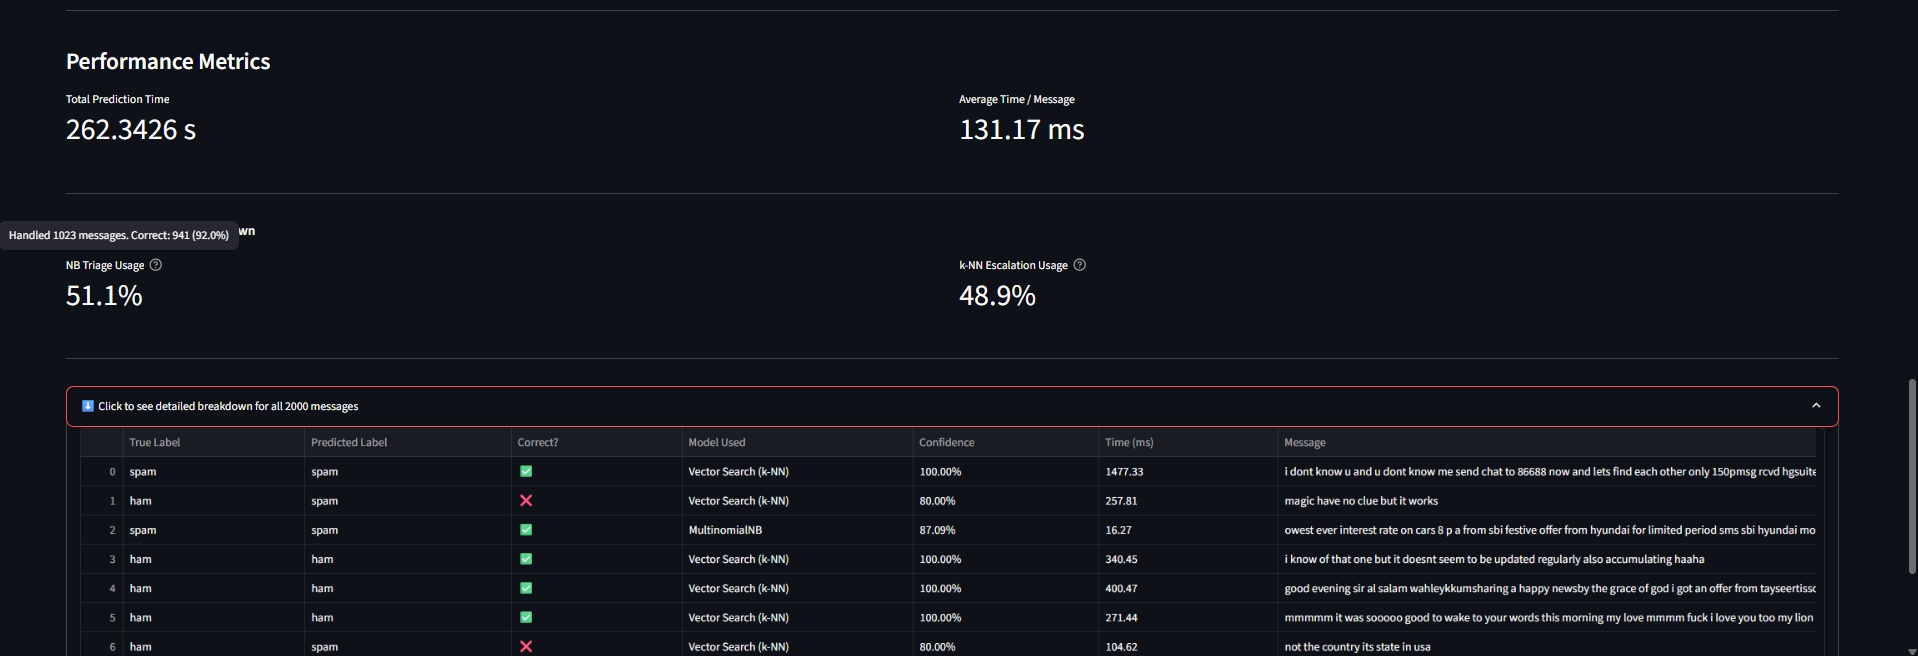 Performance Metrics
Total Prediction Time
Average Time / Message
262.3426 s
131.17 ms
Handled 1023 messages. Correct: 941 (92.0%)
wn
NB Triage Usage
k-NN Escalation Usage
51.1%
48.9%
Click to see detailed breakdown for all 2000 messages
True Label Predicted Label Correct? Model Used Confidence Time (ms) Message
0 spam spam Vector Search (k-NN) 100.00% 1477.33 i dont know u and u dont know me send chat to 86688 now and lets find each other only 150pmsg rcvd hgsuite
1 ham spam Vector Search (k-NN) 80.00% 257.81 magic have no clue but it works
2 spam spam MultinomialNB 87.09% 16.27 owest ever interest rate on cars 8 p a from sbi festive offer from hyundai for limited period sms sbi hyundai mo
3 ham ham Vector Search (k-NN) 100.00% 340.45 i know of that one but it doesnt seem to be updated regularly also accumulating haaha
4 ham ham Vector Search (k-NN) 100.00% 400.47 good evening sir al salam wahleykkumsharing a happy newsby the grace of god i got an offer from tayseertissc
5 ham ham Vector Search (k-NN) 100.00% 271.44 mmmmm it was sooooo good to wake to your words this morning my love mmmm fuck i love you too my lion
6 ham spam Vector Search (k-NN) 80.00% 104.62 not the country its state in usa